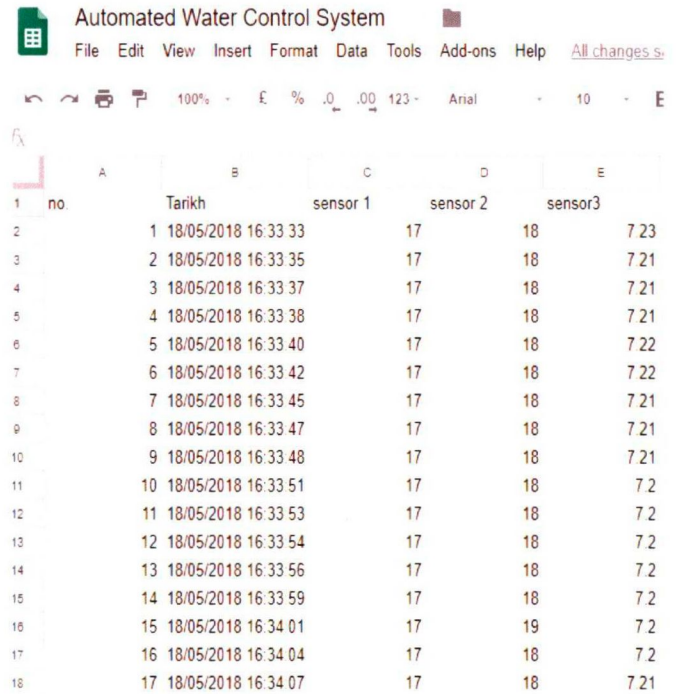 Automated Water Control System
File Edit View Insert Format Data Tools Add-ons Help All changes s
100% £ % .0 .00 123 Arial 10 B
fx
A B C D E
1 no. Tarikh sensor 1 sensor 2 sensor3
2 1 18/05/2018 16:33:33 17 18 7.23
3 2 18/05/2018 16:33:35 17 18 7.21
4 3 18/05/2018 16:33:37 17 18 7.21
5 4 18/05/2018 16:33:38 17 18 7.21
6 5 18/05/2018 16:33:40 17 18 7.22
7 6 18/05/2018 16:33:42 17 18 7.22
8 7 18/05/2018 16:33:45 17 18 7.21
9 8 18/05/2018 16:33:47 17 18 7.21
10 9 18/05/2018 16:33:48 17 18 7.21
11 10 18/05/2018 16:33:51 17 18 7.2
12 11 18/05/2018 16:33:53 17 18 7.2
13 12 18/05/2018 16:33:54 17 18 7.2
14 13 18/05/2018 16:33:56 17 18 7.2
15 14 18/05/2018 16:33:59 17 18 7.2
16 15 18/05/2018 16:34:01 17 19 7.2
17 16 18/05/2018 16:34:04 17 18 7.2
18 17 18/05/2018 16:34:07 17 18 7.21